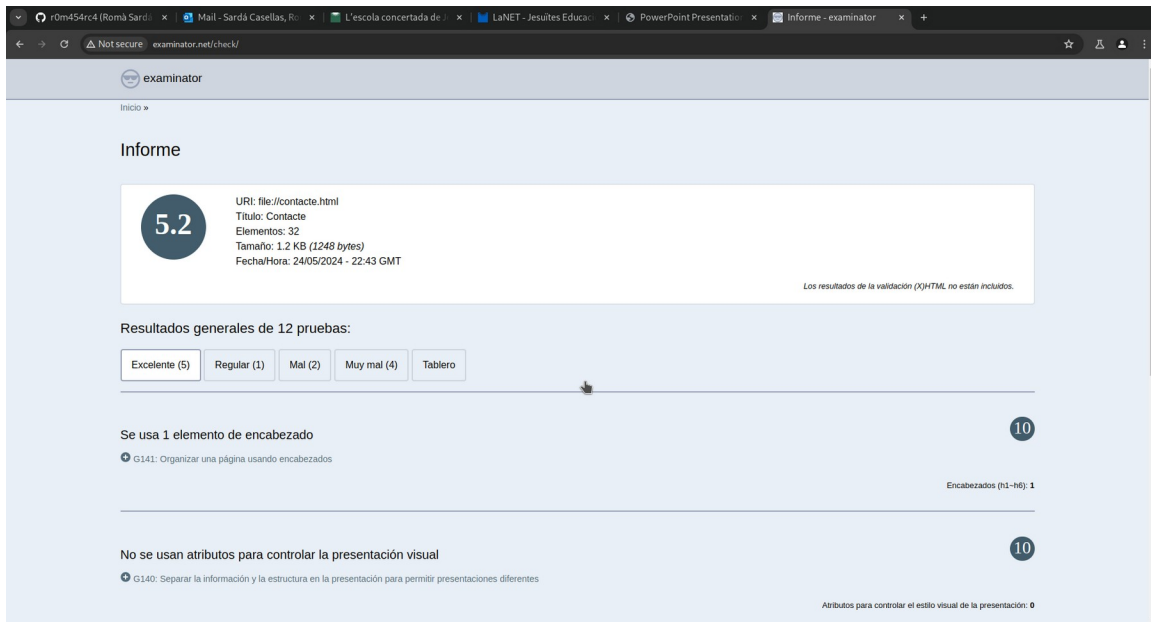 r0m454rc4 (Romà Sardà
Mail - Sardá Casellas, Ro
L'escola concertada de J
LaNET - Jesuïtes Educaci
PowerPoint Presentation
Informe - examinator
Not secure examinator.net/check/
examinator
Inicio »
Informe
5.2
URI: file://contacte.html
Título: Contacte
Elementos: 32
Tamaño: 1.2 KB (1248 bytes)
Fecha/Hora: 24/05/2024 - 22:43 GMT
Los resultados de la validación (X)HTML no están incluidos.
Resultados generales de 12 pruebas:
Excelente (5) Regular (1) Mal (2) Muy mal (4) Tablero
Se usa 1 elemento de encabezado
10
G141: Organizar una página usando encabezados
Encabezados (h1~h6): 1
No se usan atributos para controlar la presentación visual
10
G140: Separar la información y la estructura en la presentación para permitir presentaciones diferentes
Atributos para controlar el estilo visual de la presentación: 0